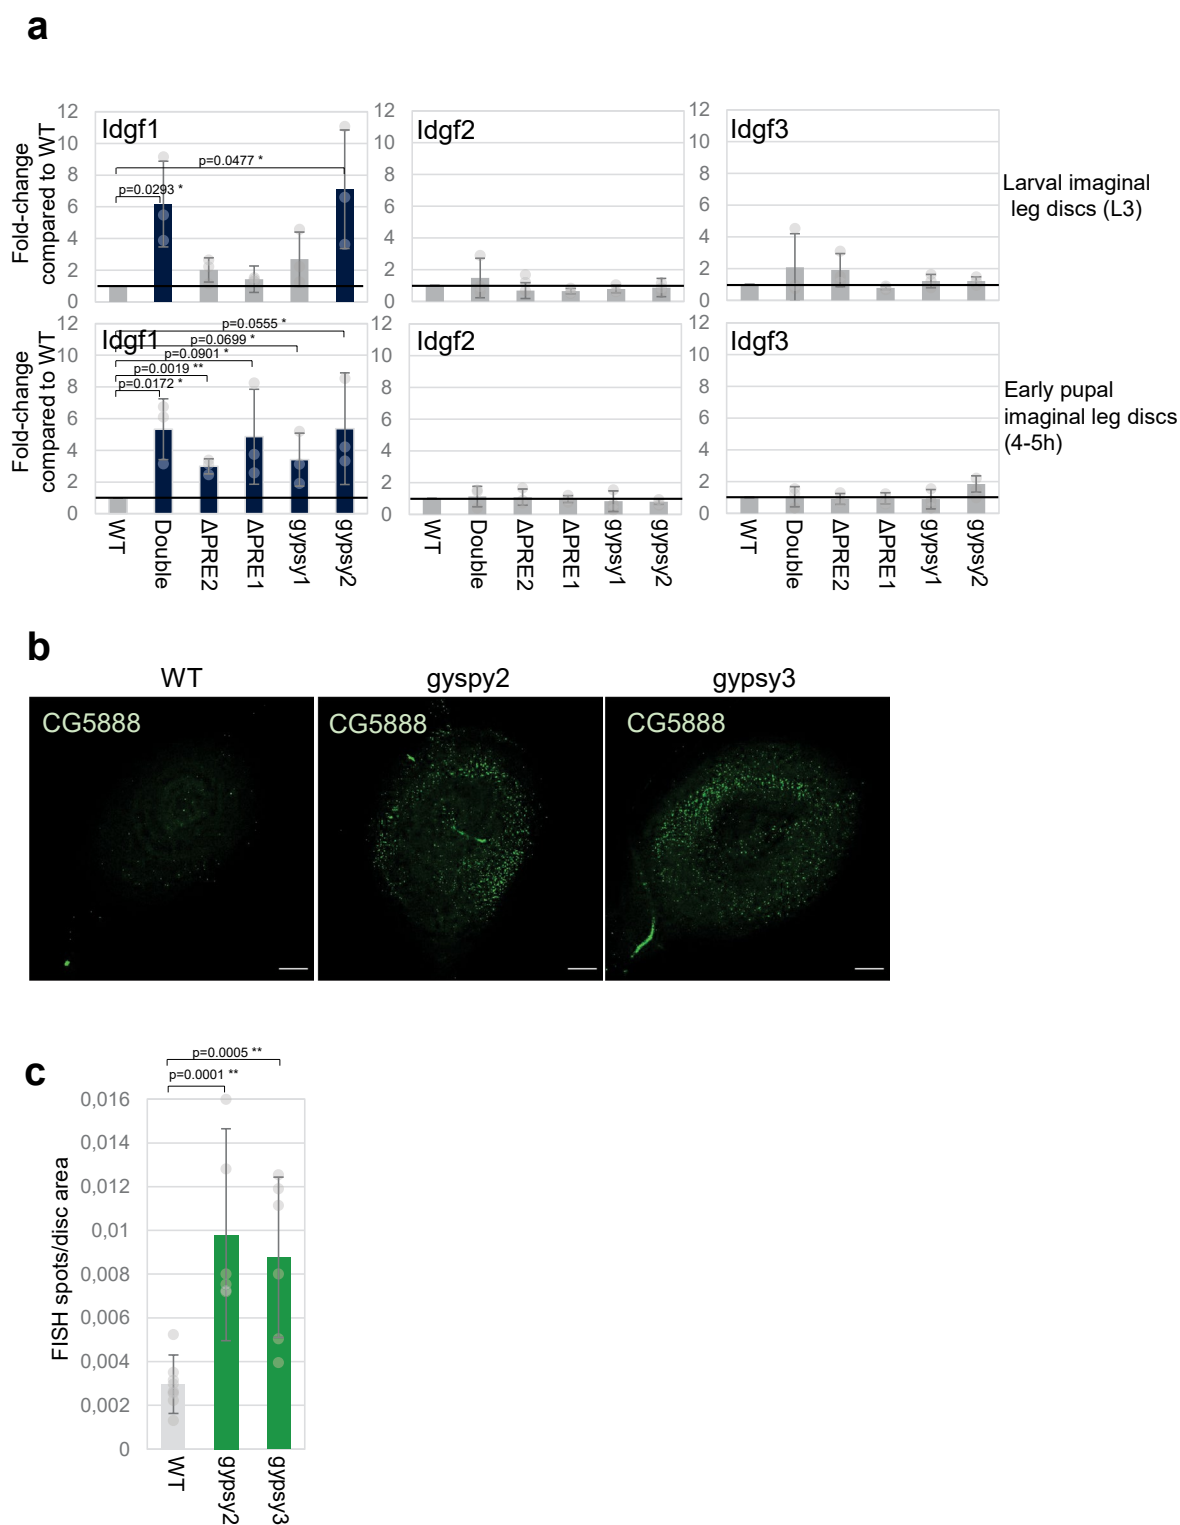 a
Fold-change
compared to WT
12
10
8
6
4
2
0
Idgf1
p=0.0477 *
p=0.0293 *
12
10
8
6
4
2
0
Idgf2
12
10
8
6
4
2
0
Idgf3
Larval imaginal
leg discs (L3)
Fold-change
compared to WT
12
10
8
6
4
2
0
Idgf1
p=0.0555 *
p=0.0699 *
p=0.0901 *
p=0.0019 **
p=0.0172 *
WT
Double
ΔPRE2
ΔPRE1
gypsy1
gypsy2
12
10
8
6
4
2
0
Idgf2
WT
Double
ΔPRE2
ΔPRE1
gypsy1
gypsy2
12
10
8
6
4
2
0
Idgf3
WT
Double
ΔPRE2
ΔPRE1
gypsy1
gypsy2
Early pupal
imaginal leg discs
(4-5h)
b
WT
gyspy2
gypsy3
CG5888
CG5888
CG5888
c
p=0.0005 **
p=0.0001 **
FISH spots/disc area
0,016
0,014
0,012
0,01
0,008
0,006
0,004
0,002
0
WT
gypsy2
gypsy3